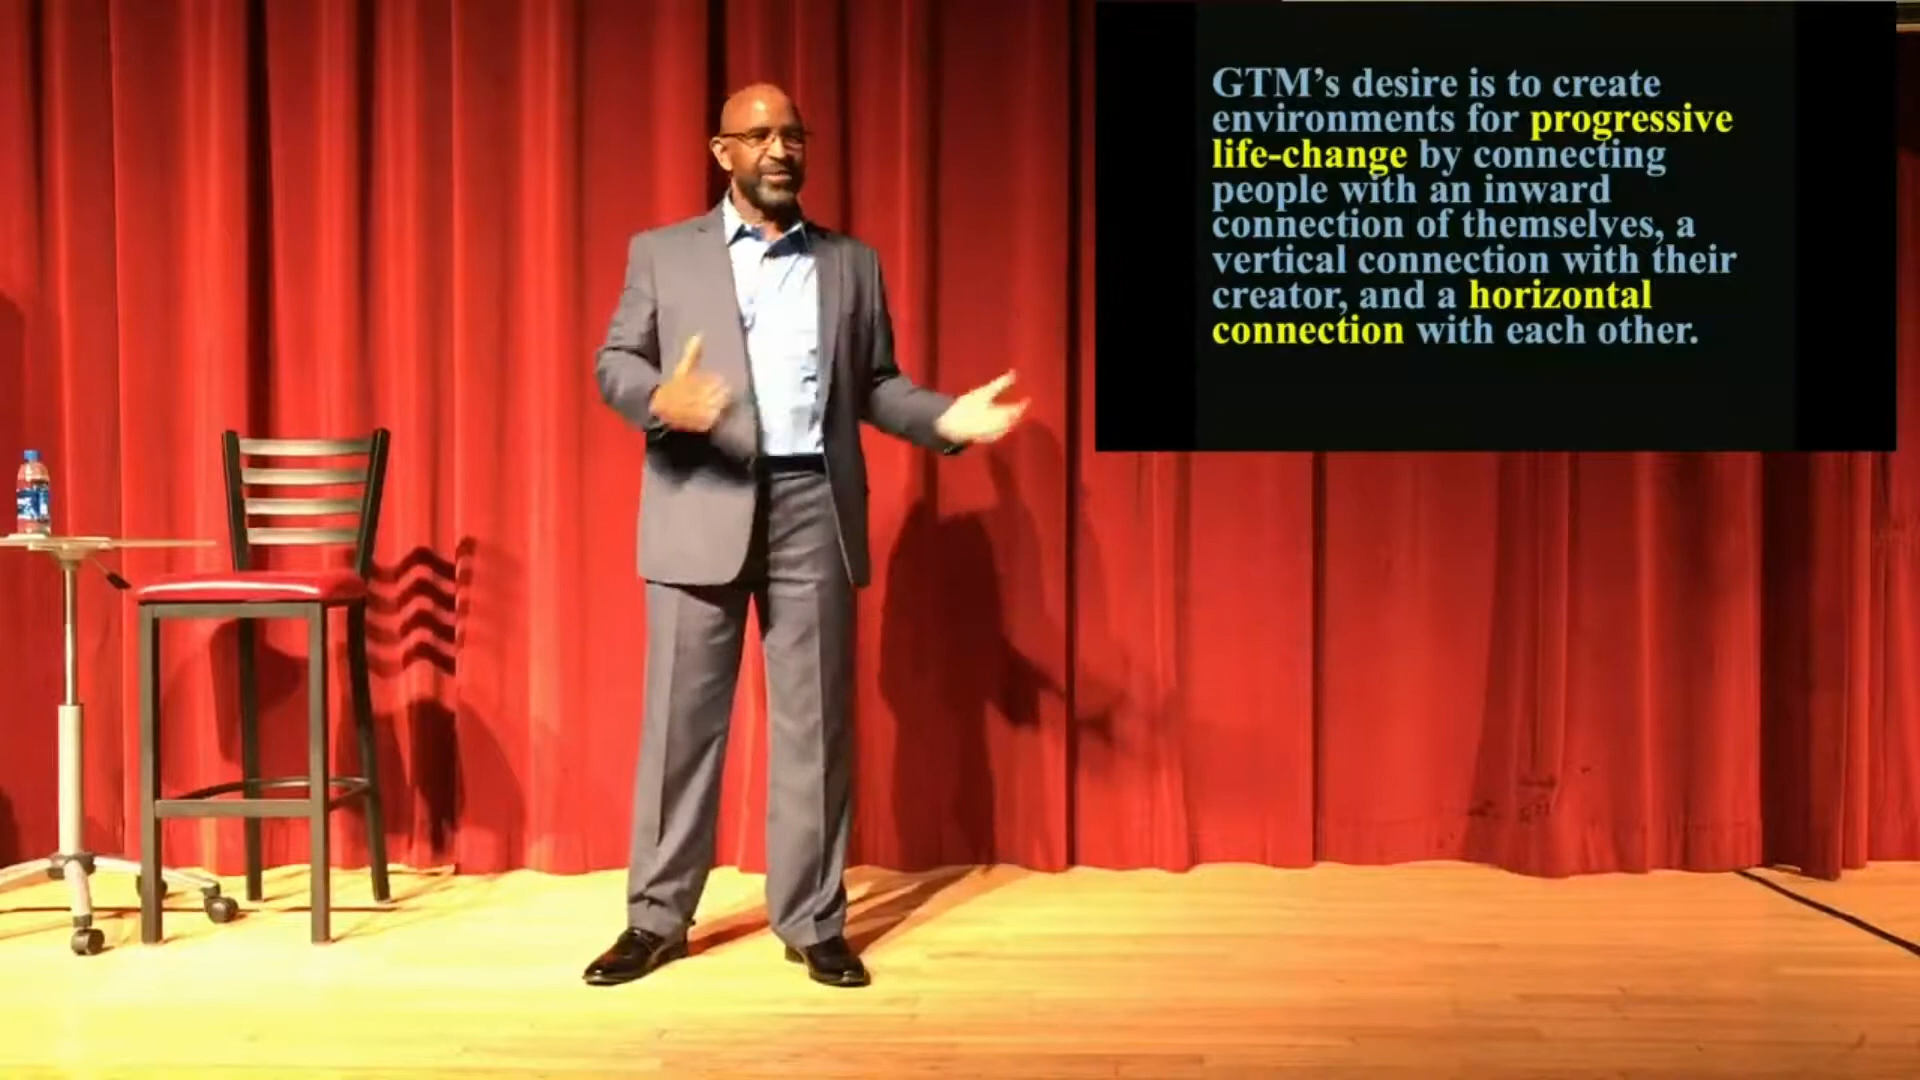 GTM’s desire is to create
environments for progressive
life-change by connecting
people with an inward
connection of themselves, a
vertical connection with their
creator, and a horizontal
connection with each other.